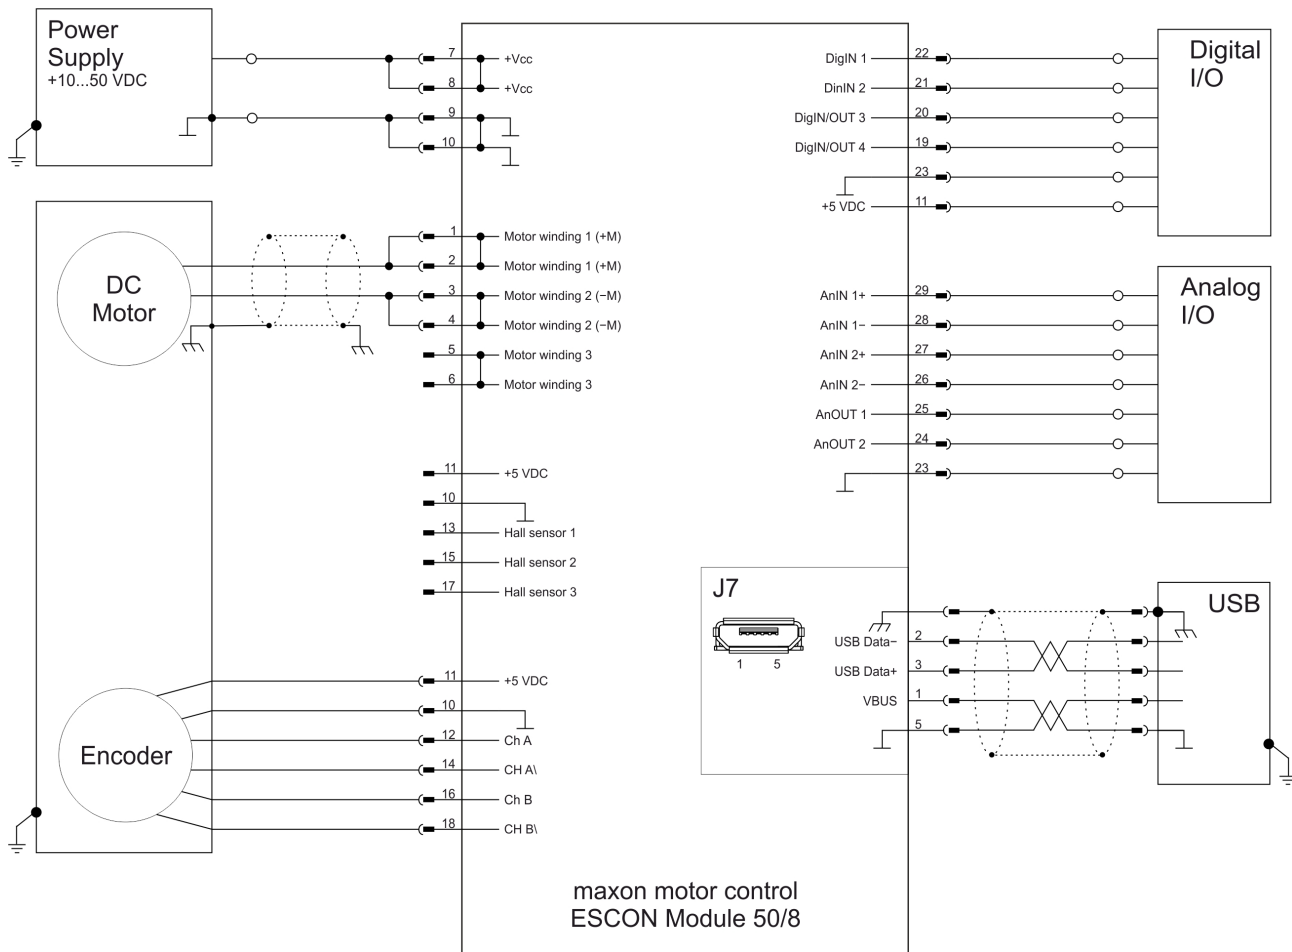 Power
Supply
+10...50 VDC
7 +Vcc
8 +Vcc
9
10
DC
Motor
1 Motor winding 1 (+M)
2 Motor winding 1 (+M)
3 Motor winding 2 (−M)
4 Motor winding 2 (−M)
5 Motor winding 3
6 Motor winding 3
11 +5 VDC
10
13 Hall sensor 1
15 Hall sensor 2
17 Hall sensor 3
Encoder
11 +5 VDC
10
12 Ch A
14 CH A\
16 Ch B
18 CH B\
DigIN 1 22
DinIN 2 21
DigIN/OUT 3 20
DigIN/OUT 4 19
23
+5 VDC 11
Digital
I/O
AnIN 1+ 29
AnIN 1− 28
AnIN 2+ 27
AnIN 2− 26
AnOUT 1 25
AnOUT 2 24
23
Analog
I/O
J7
1 5
USB Data− 2
USB Data+ 3
VBUS 1
5
USB
maxon motor control
ESCON Module 50/8